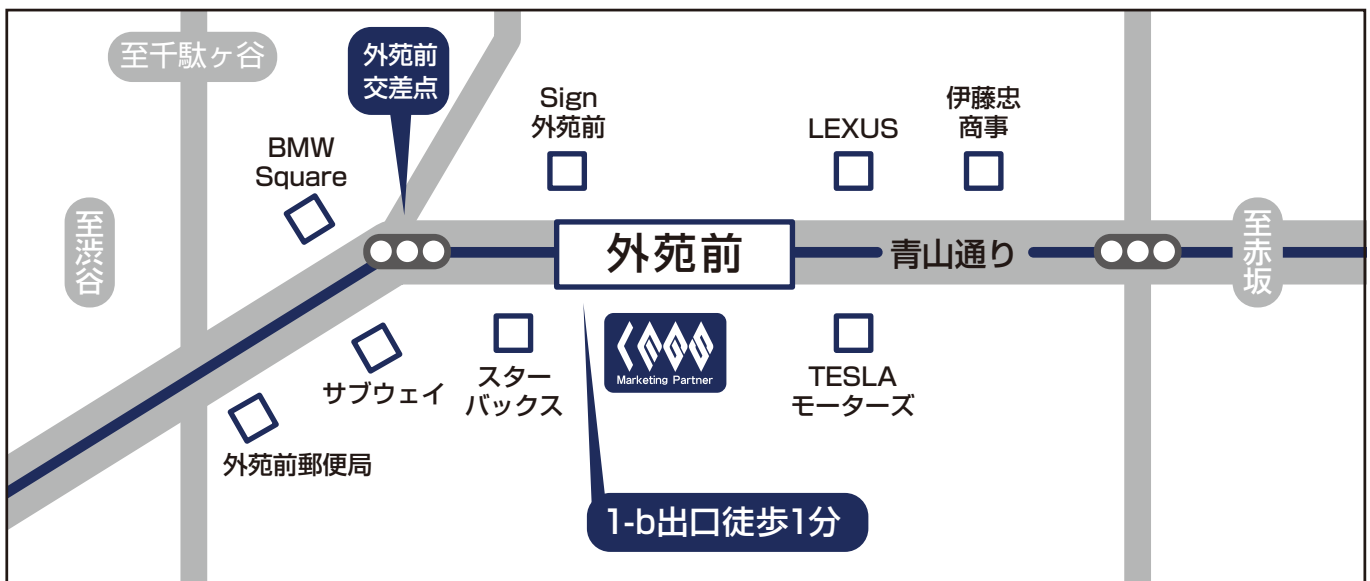 至千駄ヶ谷
外苑前
交差点
Sign
外苑前
LEXUS
伊藤忠
商事
BMW
Square
至渋谷
外苑前
青山通り
至赤坂
サブウェイ
スター
バックス
Marketing Partner
TESLA
モーターズ
外苑前郵便局
1-b出口徒歩1分